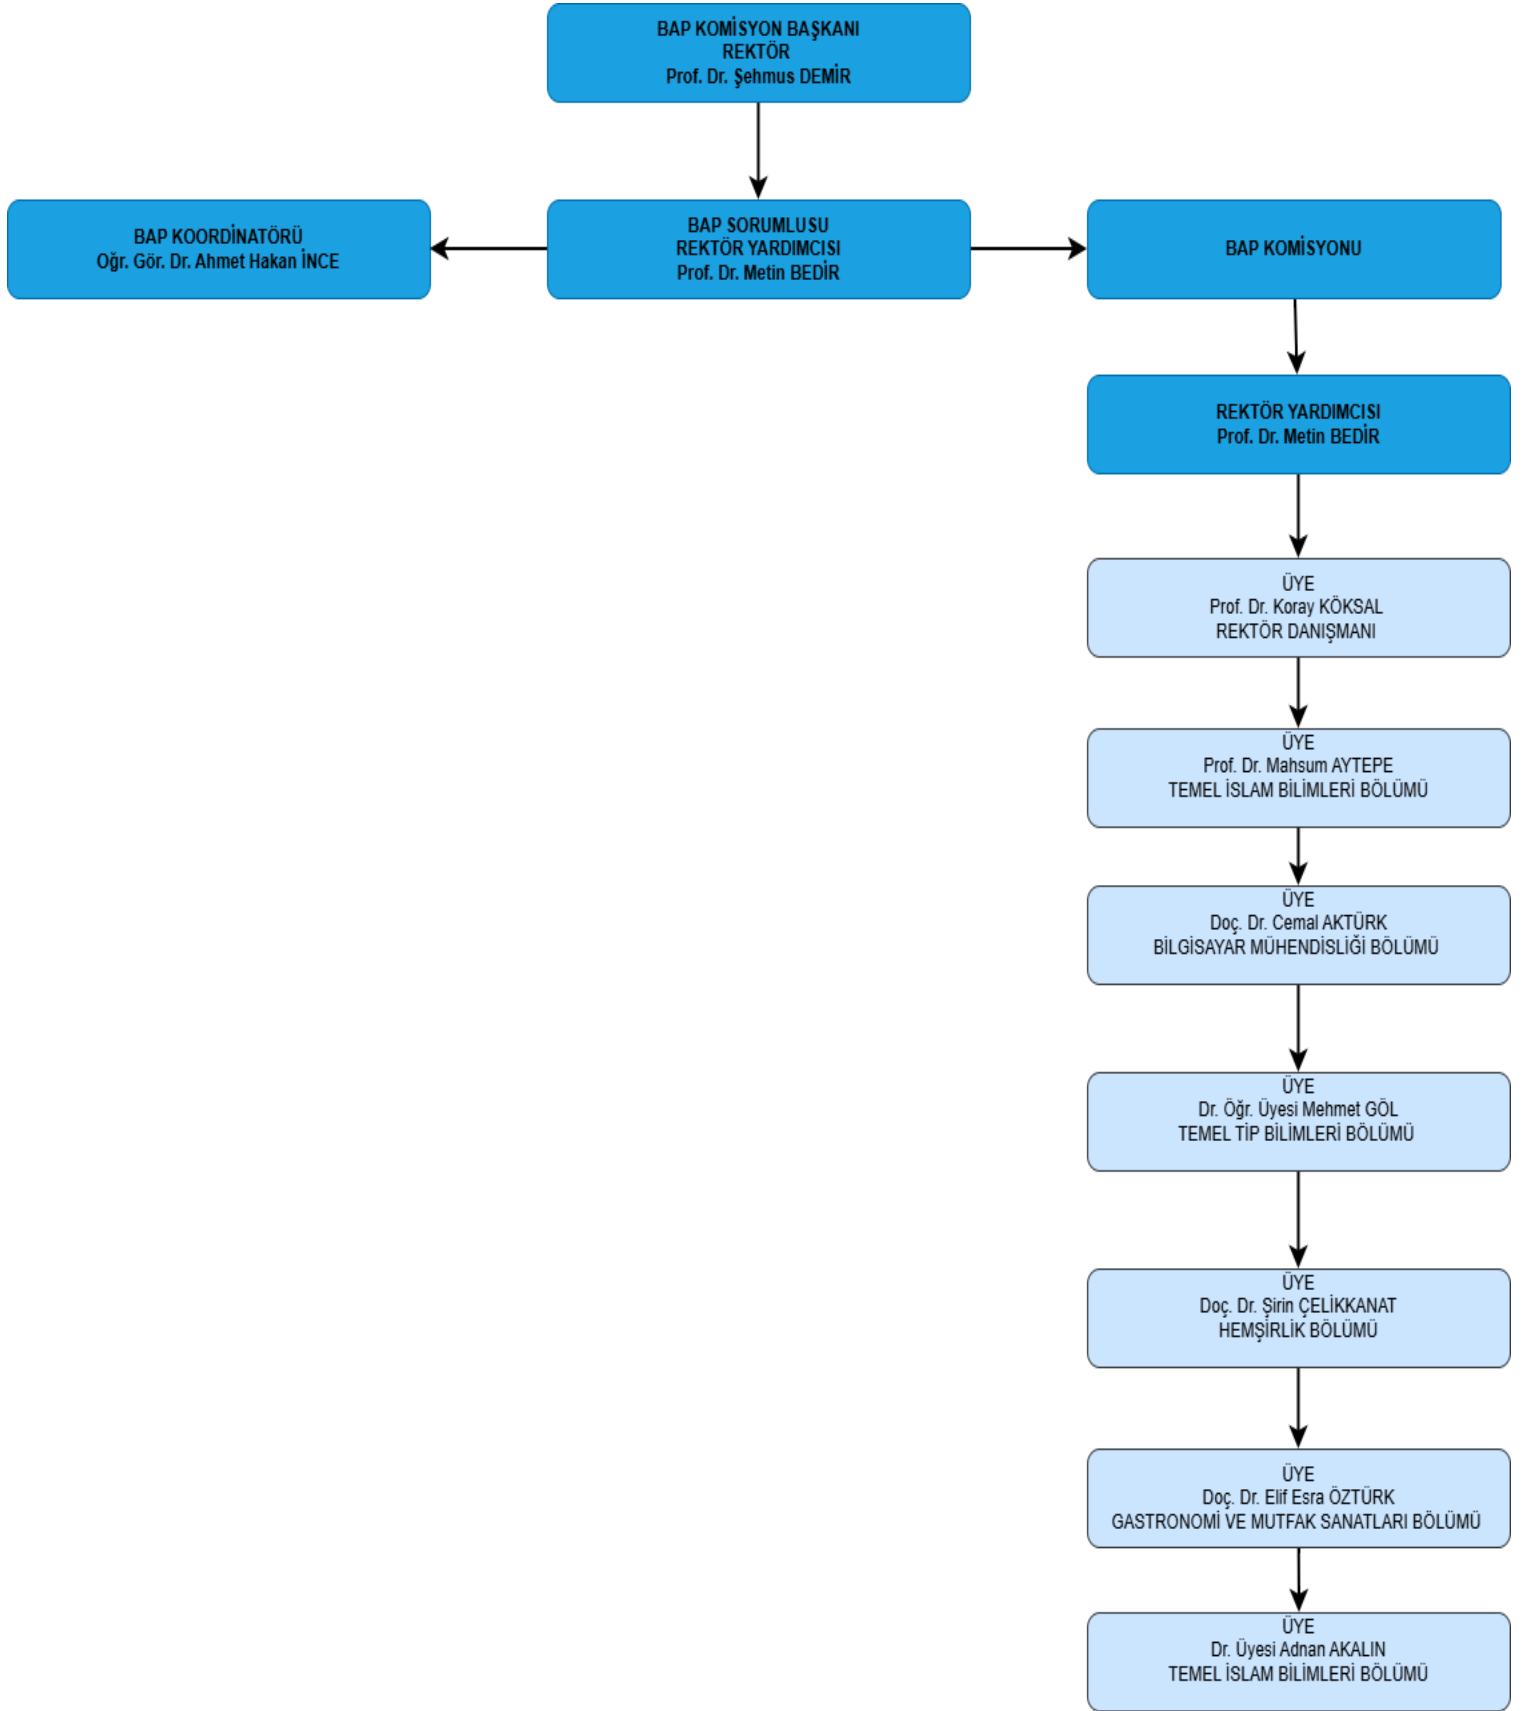 BAP KOMİSYON BAŞKANI
REKTÖR
Prof. Dr. Şehmus DEMİR
BAP KOORDİNATÖRÜ
Oğr. Gör. Dr. Ahmet Hakan İNCE
BAP SORUMLUSU
REKTÖR YARDIMCISI
Prof. Dr. Metin BEDİR
BAP KOMİSYONU
REKTÖR YARDIMCISI
Prof. Dr. Metin BEDİR
ÜYE
Prof. Dr. Koray KÖKSAL
REKTÖR DANIŞMANI
ÜYE
Prof. Dr. Mahsum AYTEPE
TEMEL İSLAM BİLİMLERİ BÖLÜMÜ
ÜYE
Doç. Dr. Cemal AKTÜRK
BİLGİSAYAR MÜHENDİSLİĞİ BÖLÜMÜ
ÜYE
Dr. Öğr. Üyesi Mehmet GÖL
TEMEL TİP BİLİMLERİ BÖLÜMÜ
ÜYE
Doç. Dr. Şirin ÇELİKKANAT
HEMŞİRLİK BÖLÜMÜ
ÜYE
Doç. Dr. Elif Esra ÖZTÜRK
GASTRONOMİ VE MUTFAK SANATLARI BÖLÜMÜ
ÜYE
Dr. Üyesi Adnan AKALIN
TEMEL İSLAM BİLİMLERİ BÖLÜMÜ